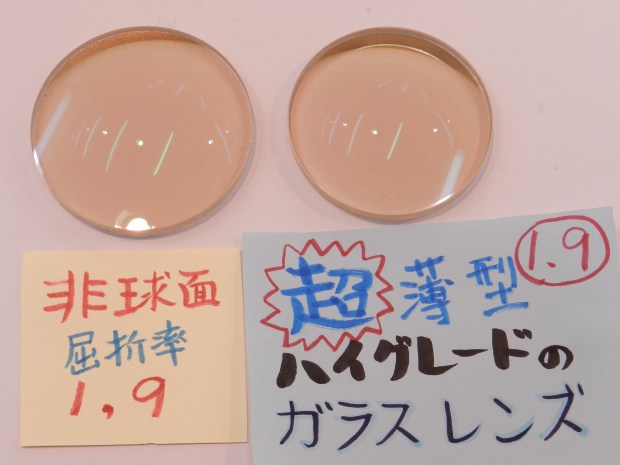 非球面
屈折率
1,9
超薄型 1.9
ハイグレードの
ガラスレンズ